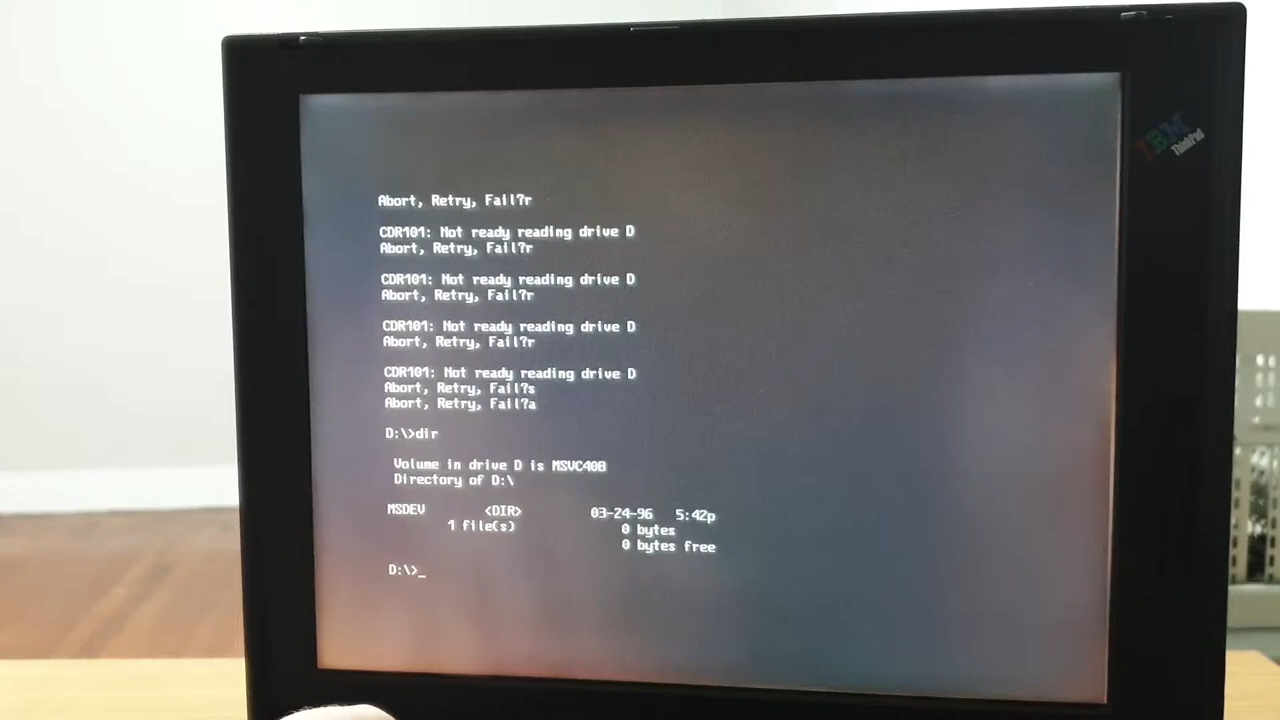 Abort, Retry, Fail?r
CDR101: Not ready reading drive D
Abort, Retry, Fail?r
CDR101: Not ready reading drive D
Abort, Retry, Fail?r
CDR101: Not ready reading drive D
Abort, Retry, Fail?r
CDR101: Not ready reading drive D
Abort, Retry, Fail?s
Abort, Retry, Fail?a
D:\>dir
Volume in drive D is MSVC40B
Directory of D:\
MSDEV <DIR> 03-24-96 5:42p
1 file(s) 0 bytes
0 bytes free
D:\>_
IBM
ThinkPad